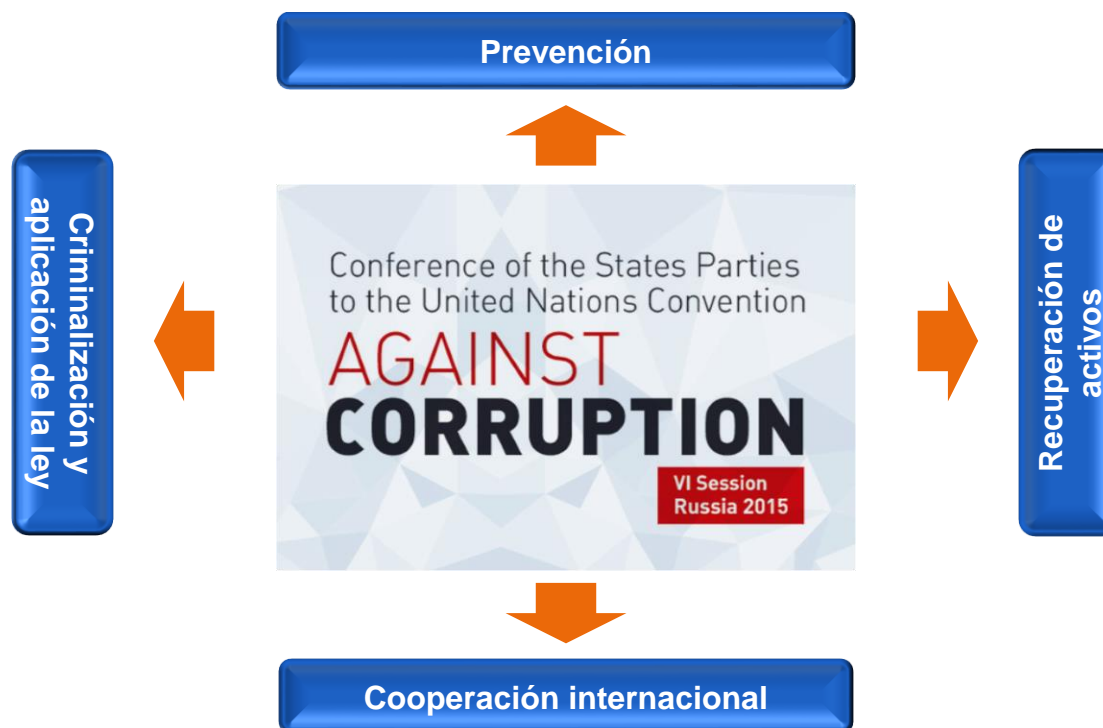 Prevención
Criminalización y
aplicación de la ley
Conference of the States Parties
to the United Nations Convention
AGAINST
CORRUPTION
VI Session
Russia 2015
Recuperación de
activos
Cooperación internacional